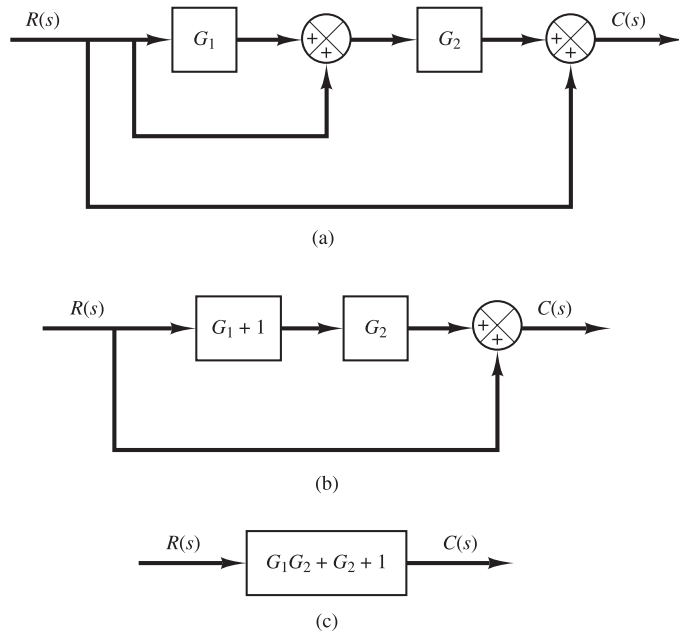 R(s) G₁ + + G₂ + + C(s)
(a)
R(s) G₁ + 1 G₂ + + C(s)
(b)
R(s) G₁G₂ + G₂ + 1 C(s)
(c)